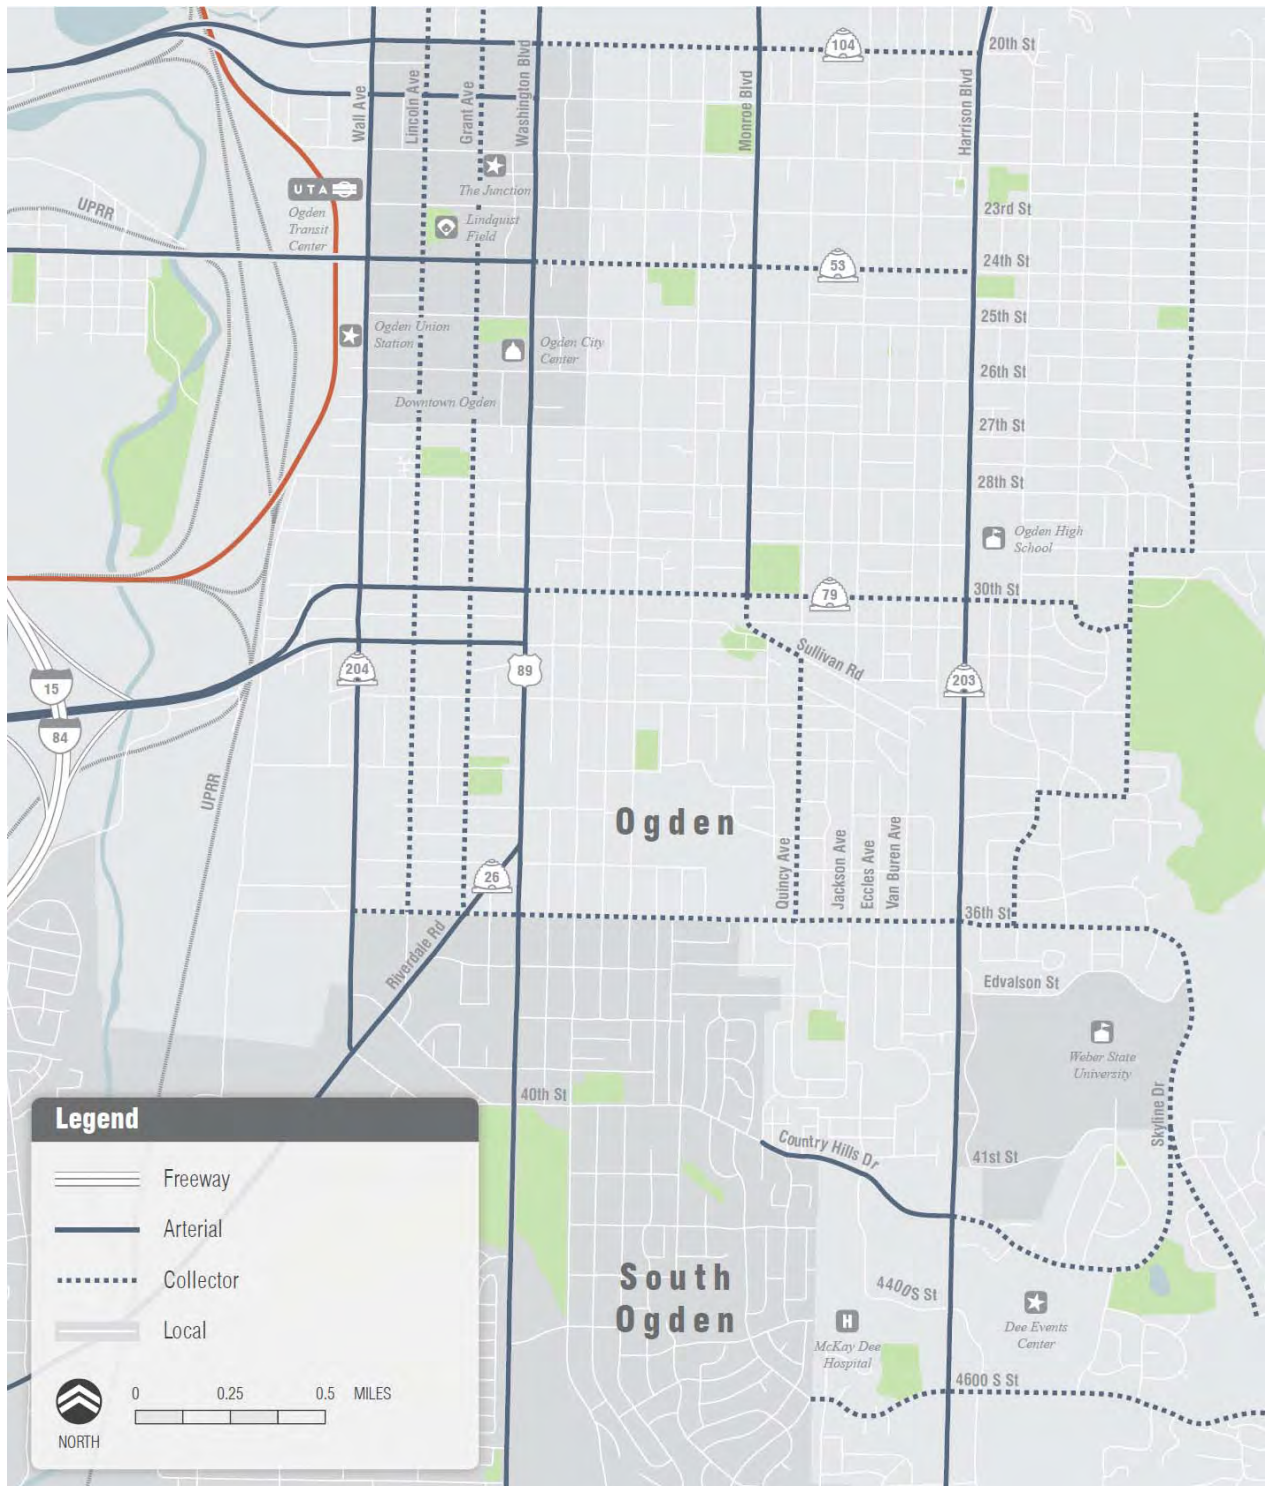 104
20th St
Wall Ave
Lincoln Ave
Grant Ave
Washington Blvd
Monroe Blvd
Harrison Blvd
The Junction
UTA
Ogden
Transit
Center
Lindquist
Field
UPRR
23rd St
53
24th St
25th St
Ogden Union
Station
Ogden City
Center
26th St
Downtown Ogden
27th St
28th St
Ogden High
School
79
30th St
Sullivan Rd
204
89
203
15
84
UPRR
Ogden
26
Quincy Ave
Jackson Ave
Eccles Ave
Van Buren Ave
36th St
Riverdale Rd
Edvalson St
Weber State
University
40th St
Skyline Dr
Country Hills Dr
41st St
South
Ogden
4400S St
McKay Dee
Hospital
H
Dee Events
Center
4600 S St
Legend
Freeway
Arterial
Collector
Local
0 0.25 0.5 MILES
NORTH